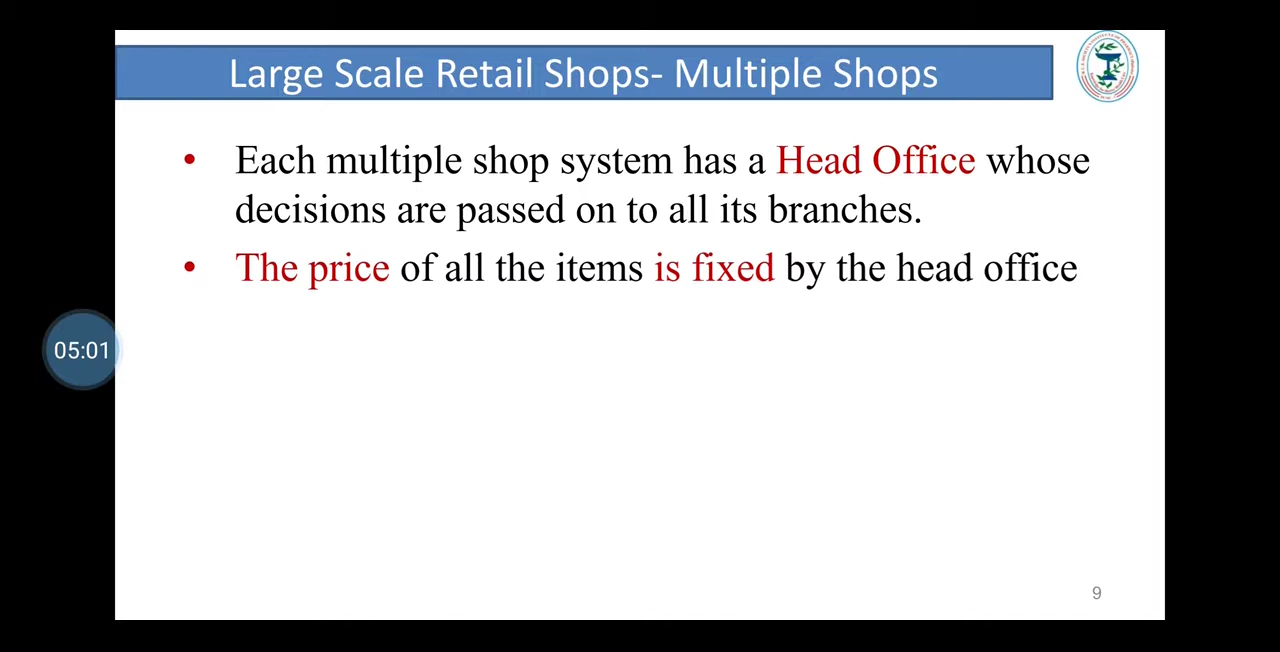 Large Scale Retail Shops- Multiple Shops
• Each multiple shop system has a Head Office whose
decisions are passed on to all its branches.
• The price of all the items is fixed by the head office
05:01
9